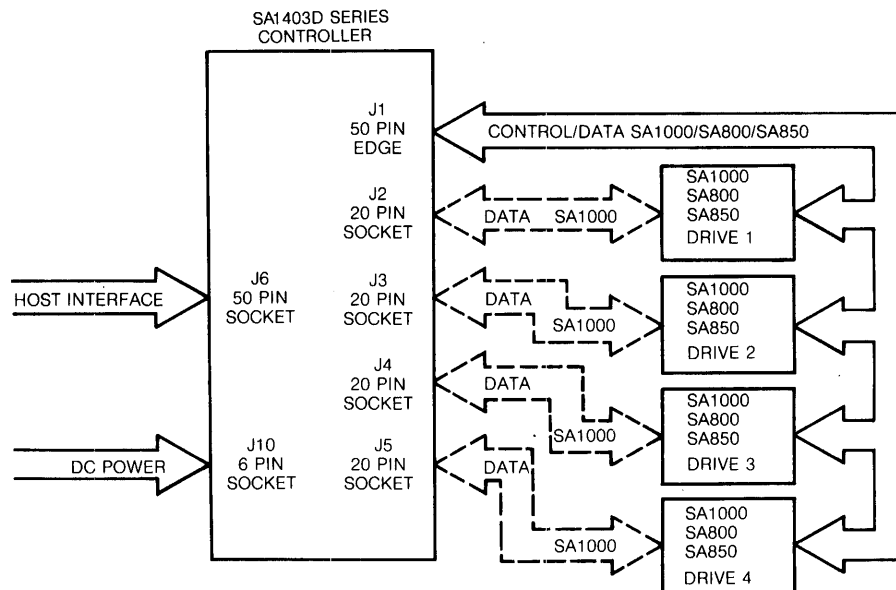 SA1403D SERIES
CONTROLLER
J1
50 PIN
EDGE
CONTROL/DATA SA1000/SA800/SA850
J2
20 PIN
SOCKET
DATA SA1000
SA1000
SA800
SA850
DRIVE 1
J6
50 PIN
SOCKET
HOST INTERFACE
J3
20 PIN
SOCKET
DATA
SA1000
SA1000
SA800
SA850
DRIVE 2
J4
20 PIN
SOCKET
DATA
SA1000
SA1000
SA800
SA850
DRIVE 3
J10
6 PIN
SOCKET
DC POWER
J5
20 PIN
SOCKET
DATA
SA1000
SA1000
SA800
SA850
DRIVE 4